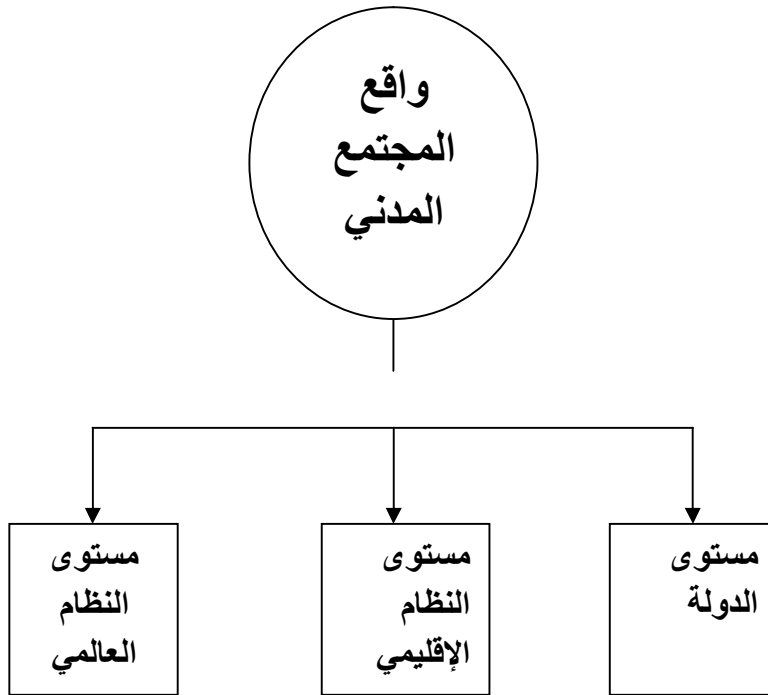 واقع
المجتمع
المدني
مستوى
الدولة
مستوى
النظام
الإقليمي
مستوى
النظام
العالمي